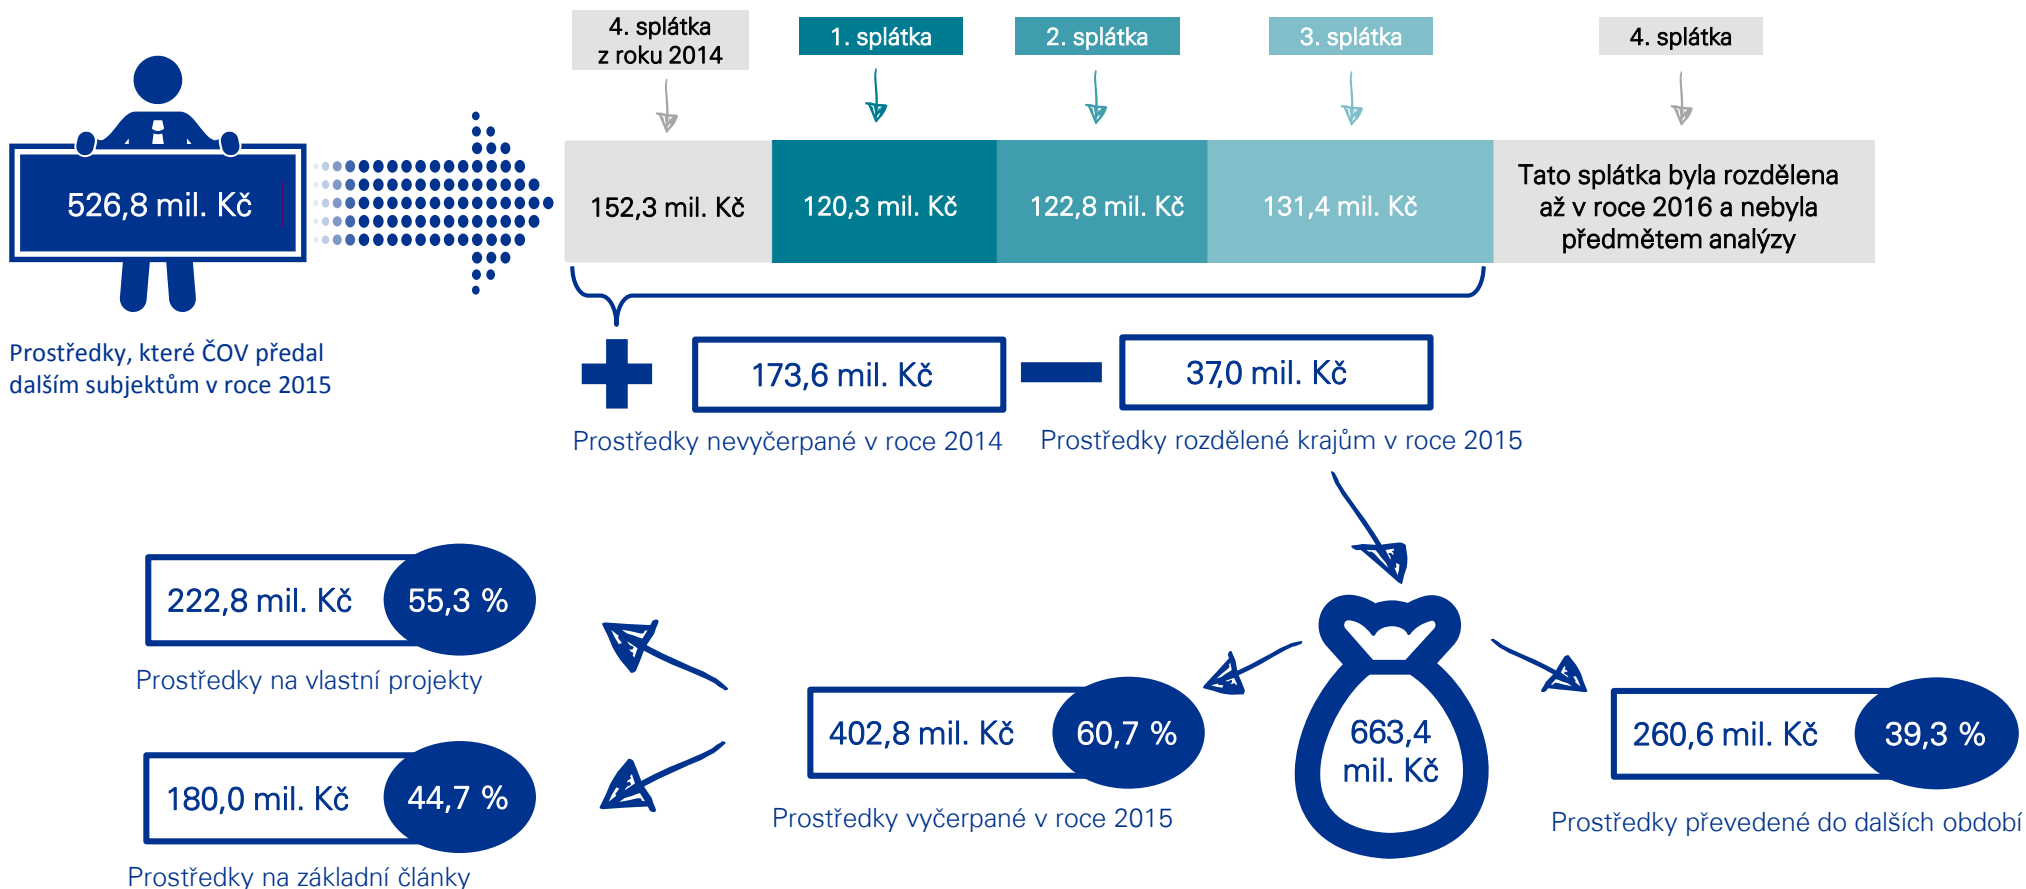 4. splátka
z roku 2014
1. splátka
2. splátka
3. splátka
4. splátka
526,8 mil. Kč
152,3 mil. Kč
120,3 mil. Kč
122,8 mil. Kč
131,4 mil. Kč
Tato splátka byla rozdělena
až v roce 2016 a nebyla
předmětem analýzy
Prostředky, které ČOV předal
dalším subjektům v roce 2015
173,6 mil. Kč
37,0 mil. Kč
Prostředky nevyčerpané v roce 2014
Prostředky rozdělené krajům v roce 2015
222,8 mil. Kč
55,3 %
Prostředky na vlastní projekty
180,0 mil. Kč
44,7 %
Prostředky na základní články
402,8 mil. Kč
60,7 %
Prostředky vyčerpané v roce 2015
663,4
mil. Kč
260,6 mil. Kč
39,3 %
Prostředky převedené do dalších období